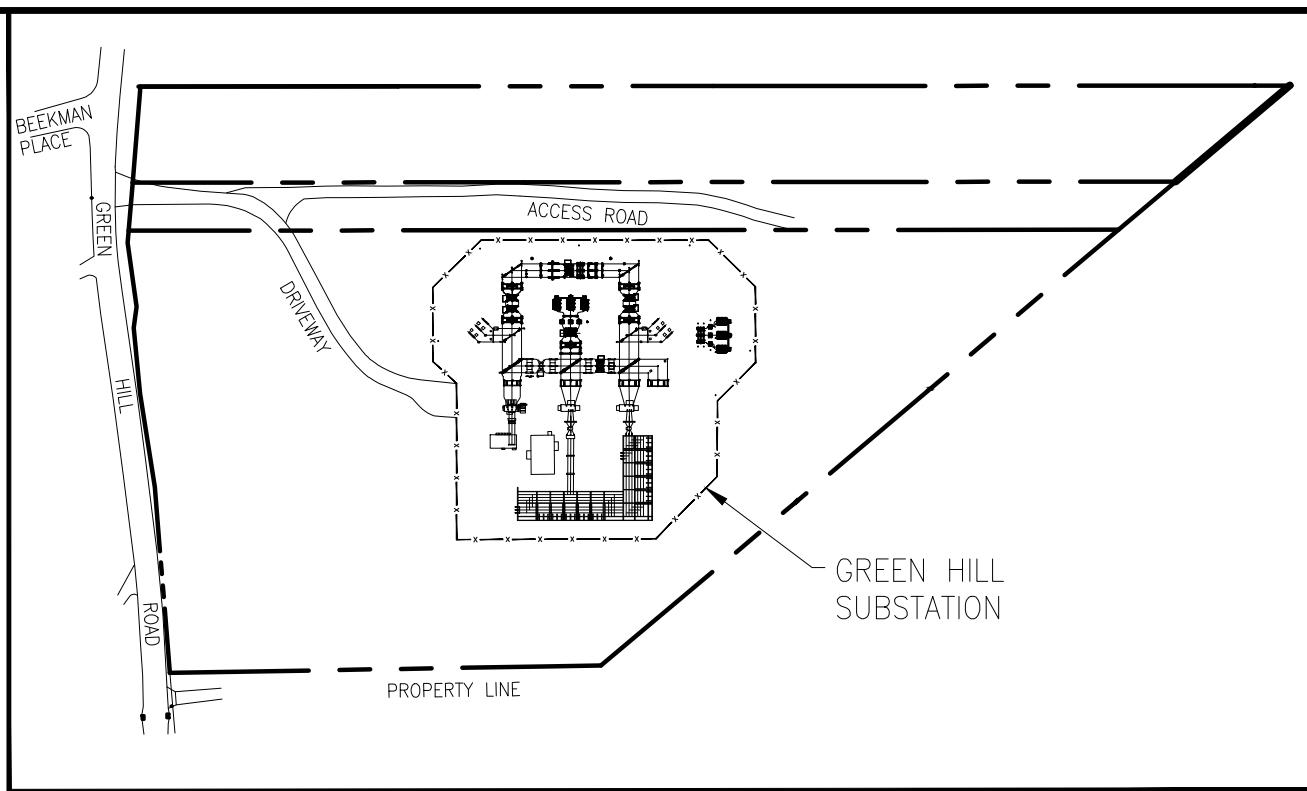 BEEKMAN
PLACE
GREEN
HILL
ROAD
ACCESS ROAD
DRIVEWAY
GREEN HILL
SUBSTATION
PROPERTY LINE